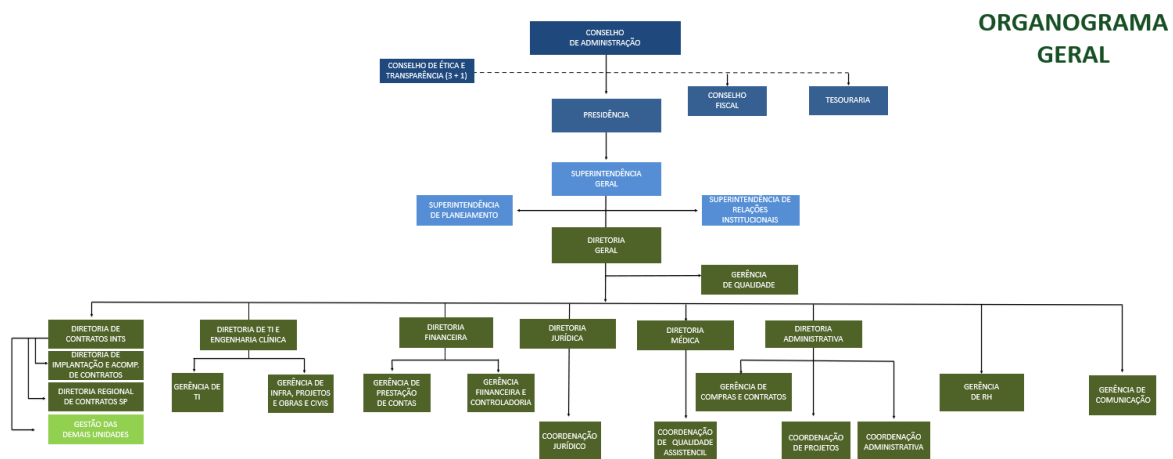 ORGANOGRAMA
GERAL
CONSELHO
DE ADMINISTRAÇÃO
CONSELHO DE ÉTICA E
TRANSPARÊNCIA (3 + 1)
CONSELHO
FISCAL
TESOURARIA
PRESIDÊNCIA
SUPERINTENDÊNCIA
GERAL
SUPERINTENDÊNCIA
DE PLANEJAMENTO
SUPERINTENDÊNCIA DE
RELAÇÕES
INSTITUCIONAIS
DIRETORIA
GERAL
GERÊNCIA
DE QUALIDADE
DIRETORIA DE
CONTRATOS INTS
DIRETORIA DE TI E
ENGENHARIA CLÍNICA
DIRETORIA
FINANCEIRA
DIRETORIA
JURÍDICA
DIRETORIA
MÉDICA
DIRETORIA
ADMINISTRATIVA
DIRETORIA DE
IMPLANTAÇÃO E ACOMP.
DE CONTRATOS
DIRETORIA REGIONAL
DE CONTRATOS SP
GESTÃO DAS
DEMAIS UNIDADES
GERÊNCIA DE
TI
GERÊNCIA DE
INFRA, PROJETOS
E OBRAS E CIVIS
GERÊNCIA DE
PRESTAÇÃO
DE CONTAS
GERÊNCIA
FIINANCEIRA E
CONTROLADORIA
GERÊNCIA DE
COMPRAS E CONTRATOS
GERÊNCIA
DE RH
GERÊNCIA DE
COMUNICAÇÃO
COORDENAÇÃO
JURÍDICO
COORDENAÇÃO
DE QUALIDADE
ASSISTENCIL
COORDENAÇÃO
DE PROJETOS
COORDENAÇÃO
ADMINISTRATIVA